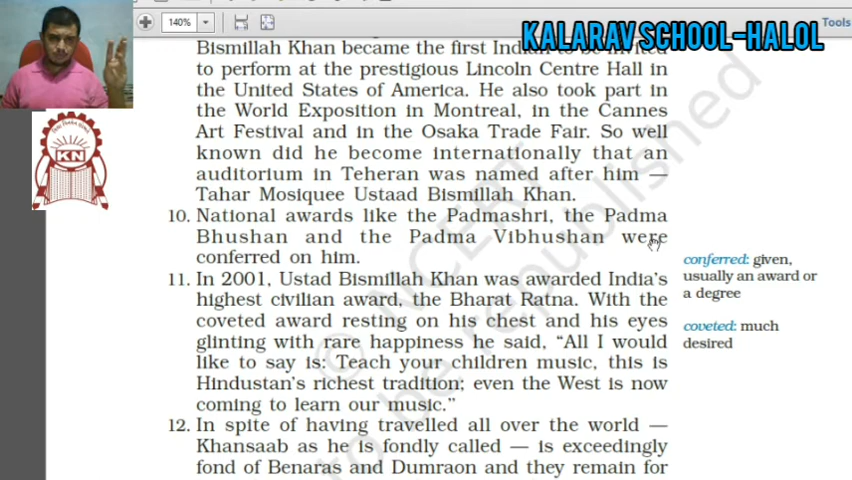 140%
Tools
KALARAV SCHOOL-HALOL
Bismillah Khan became the first Indian to be invited
to perform at the prestigious Lincoln Centre Hall in
the United States of America. He also took part in
the World Exposition in Montreal, in the Cannes
Art Festival and in the Osaka Trade Fair. So well
known did he become internationally that an
auditorium in Teheran was named after him —
Tahar Mosiquee Ustaad Bismillah Khan.
10. National awards like the Padmashri, the Padma
Bhushan and the Padma Vibhushan were
conferred on him.
11. In 2001, Ustad Bismillah Khan was awarded India's
highest civilian award, the Bharat Ratna. With the
coveted award resting on his chest and his eyes
glinting with rare happiness he said, “All I would
like to say is: Teach your children music, this is
Hindustan's richest tradition; even the West is now
coming to learn our music.”
12. In spite of having travelled all over the world —
Khansaab as he is fondly called — is exceedingly
fond of Benaras and Dumraon and they remain for
conferred: given,
usually an award or
a degree
coveted: much
desired
KN
© NCERT
to be republished